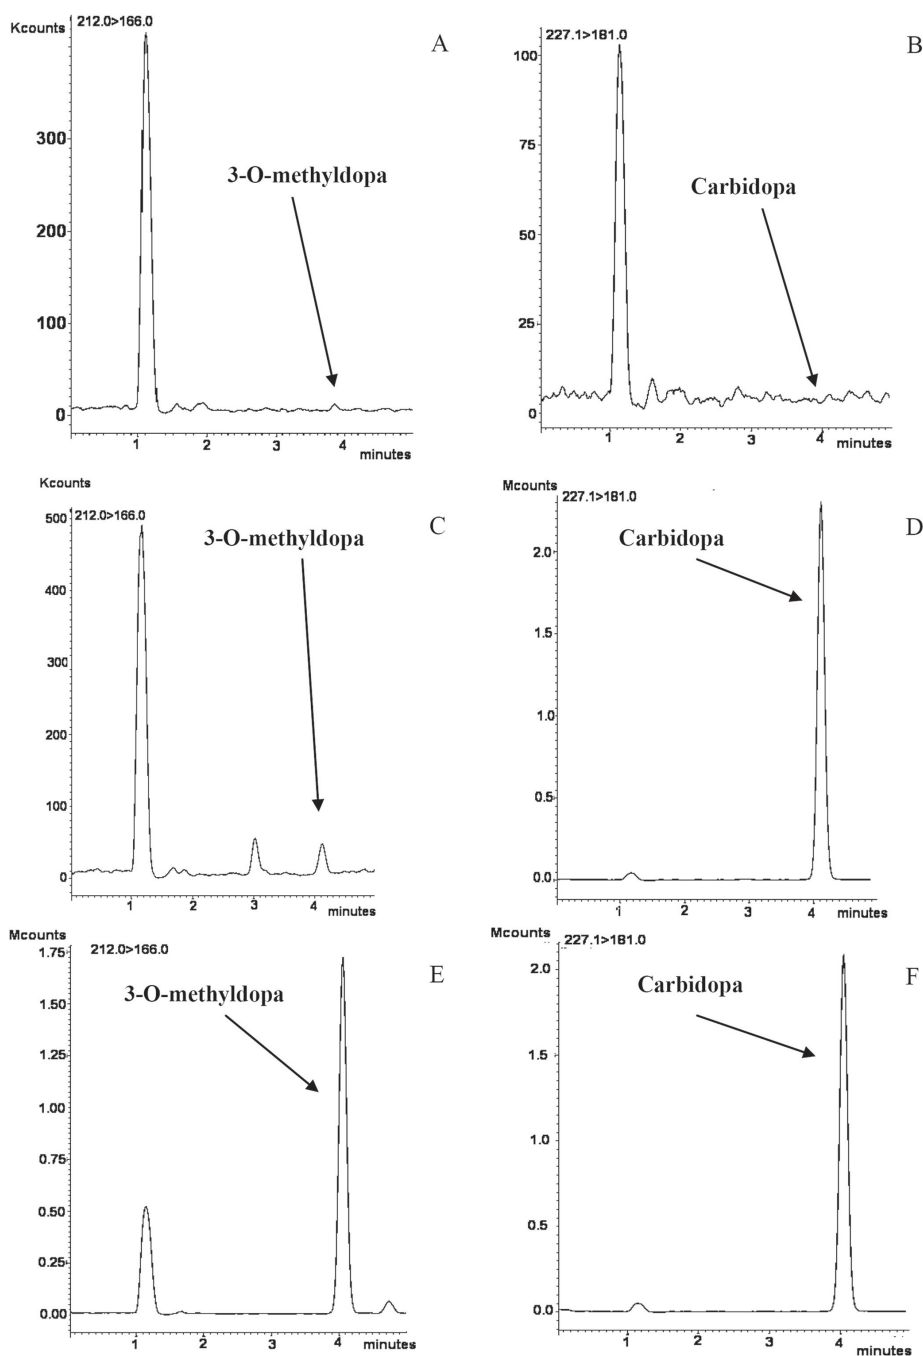 Kcounts
212.0>166.0
A
3-O-methyldopa
300
200
100
0
1 2 3 4
minutes
227.1>181.0
B
Carbidopa
100
75
50
25
0
1 2 3 4
minutes
Kcounts
212.0>166.0
C
3-O-methyldopa
500
400
300
200
100
0
1 2 3 4
minutes
Mcounts
227.1>181.0
D
Carbidopa
2.0
1.5
1.0
0.5
0.0
1 2 3 4
minutes
Mcounts
212.0>166.0
E
3-O-methyldopa
1.75
1.50
1.25
1.00
0.75
0.50
0.25
0.00
1 2 3 4
minutes
Mcounts
227.1>181.0
F
Carbidopa
2.0
1.5
1.0
0.5
0.0
1 2 3 4
minutes